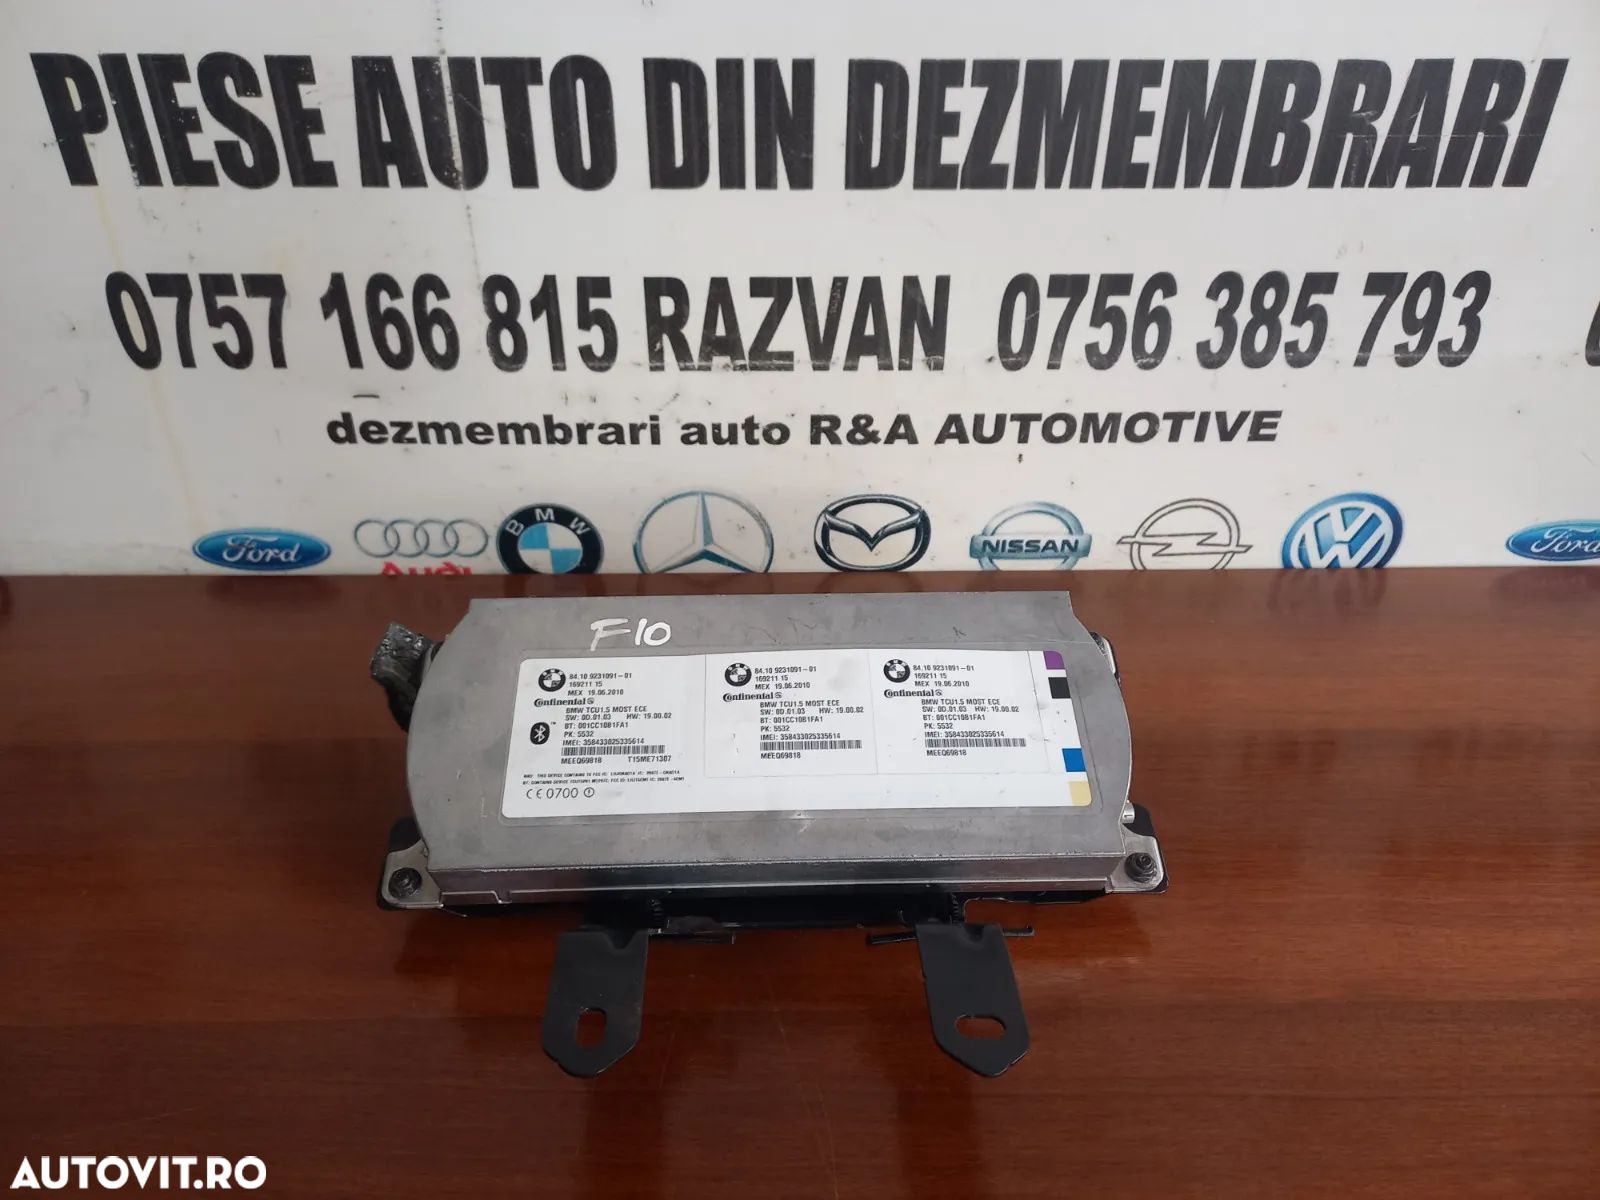 PIESE AUTO DIN DEZMEMBRARI
0757 166 815 RAZVAN 0756 385 793
dezmembrari auto R&A AUTOMOTIVE
Ford
Audi
BMW
NISSAN
Ford
F10
84.10 9231091-01
169211 15
MEX 19.06.2010
Continental
BMW TCU1.5 MOST ECE
SW: 0D.01.03 HW: 19.00.02
BT: 001CC10B1FA1
PK: 5532
IMEI: 358433025335614
MEEQ69818 T15ME71307
CE0700
84.10 9231091-01
169211 15
MEX 19.06.2010
Continental
BMW TCU1.5 MOST ECE
SW: 0D.01.03 HW: 19.00.02
BT: 001CC10B1FA1
PK: 5532
IMEI: 358433025335614
MEEQ69818
84.10 9231091-01
169211 15
MEX 19.06.2010
Continental
BMW TCU1.5 MOST ECE
SW: 0D.01.03 HW: 19.00.02
BT: 001CC10B1FA1
PK: 5532
IMEI: 358433025335614
MEEQ69818
AUTOVIT.RO